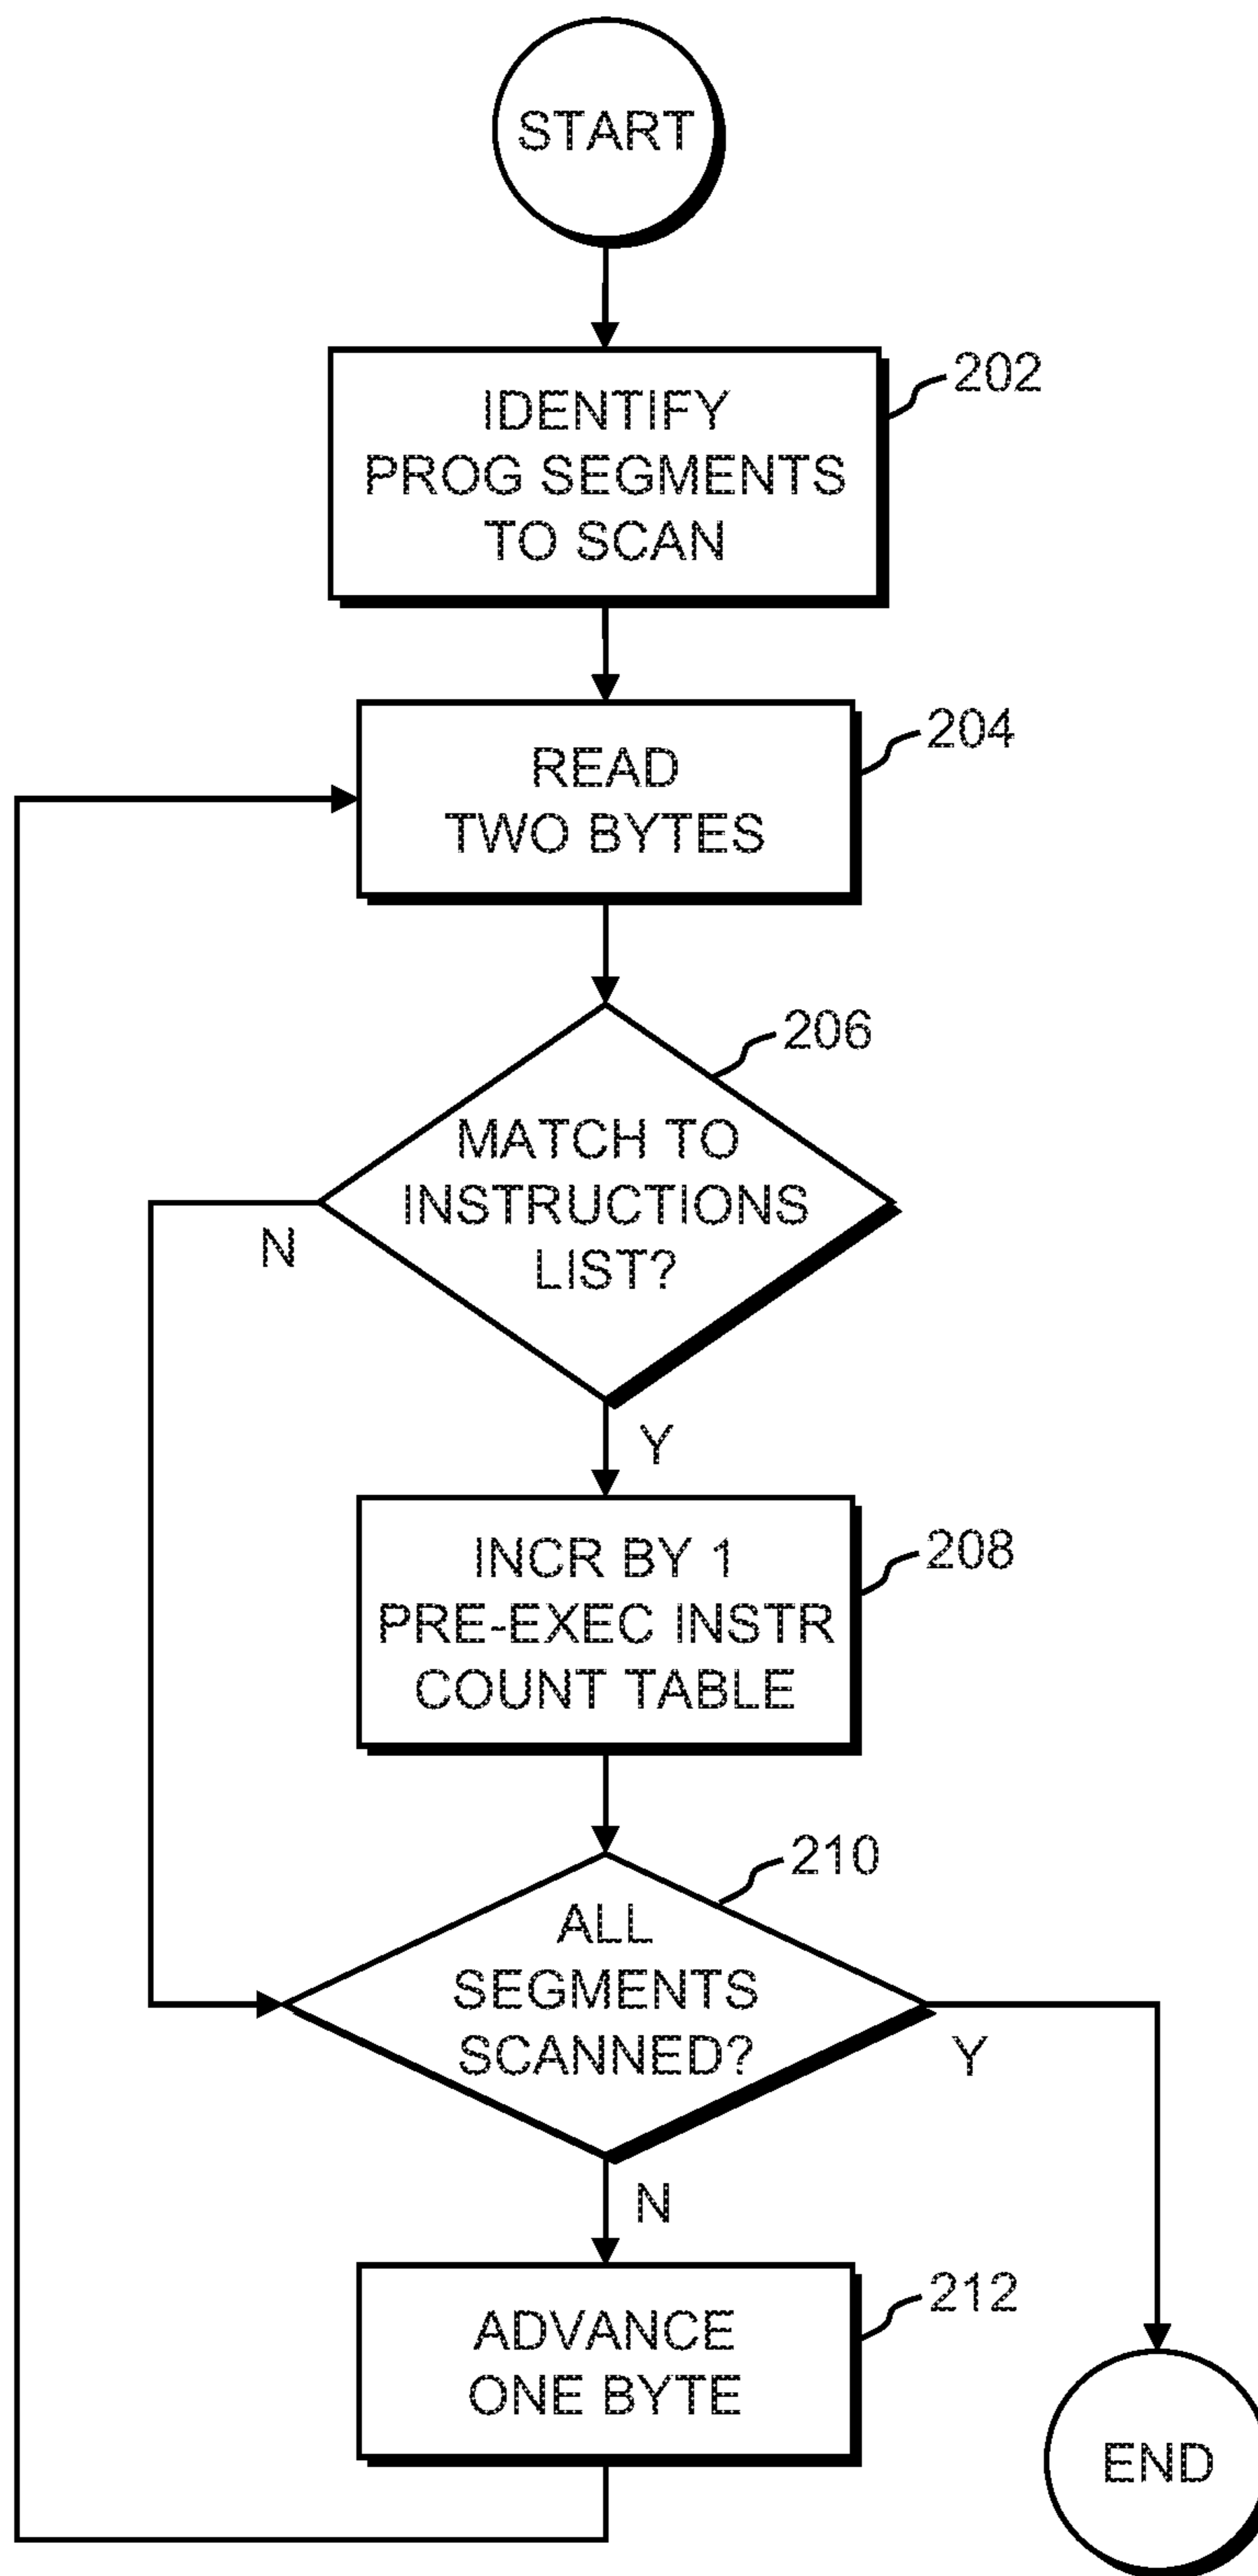 START
IDENTIFY
PROG SEGMENTS
TO SCAN
202
READ
TWO BYTES
204
206
MATCH TO
INSTRUCTIONS
LIST?
N
Y
INCR BY 1
PRE-EXEC INSTR
COUNT TABLE
208
210
ALL
SEGMENTS
SCANNED?
Y
N
ADVANCE
ONE BYTE
212
END